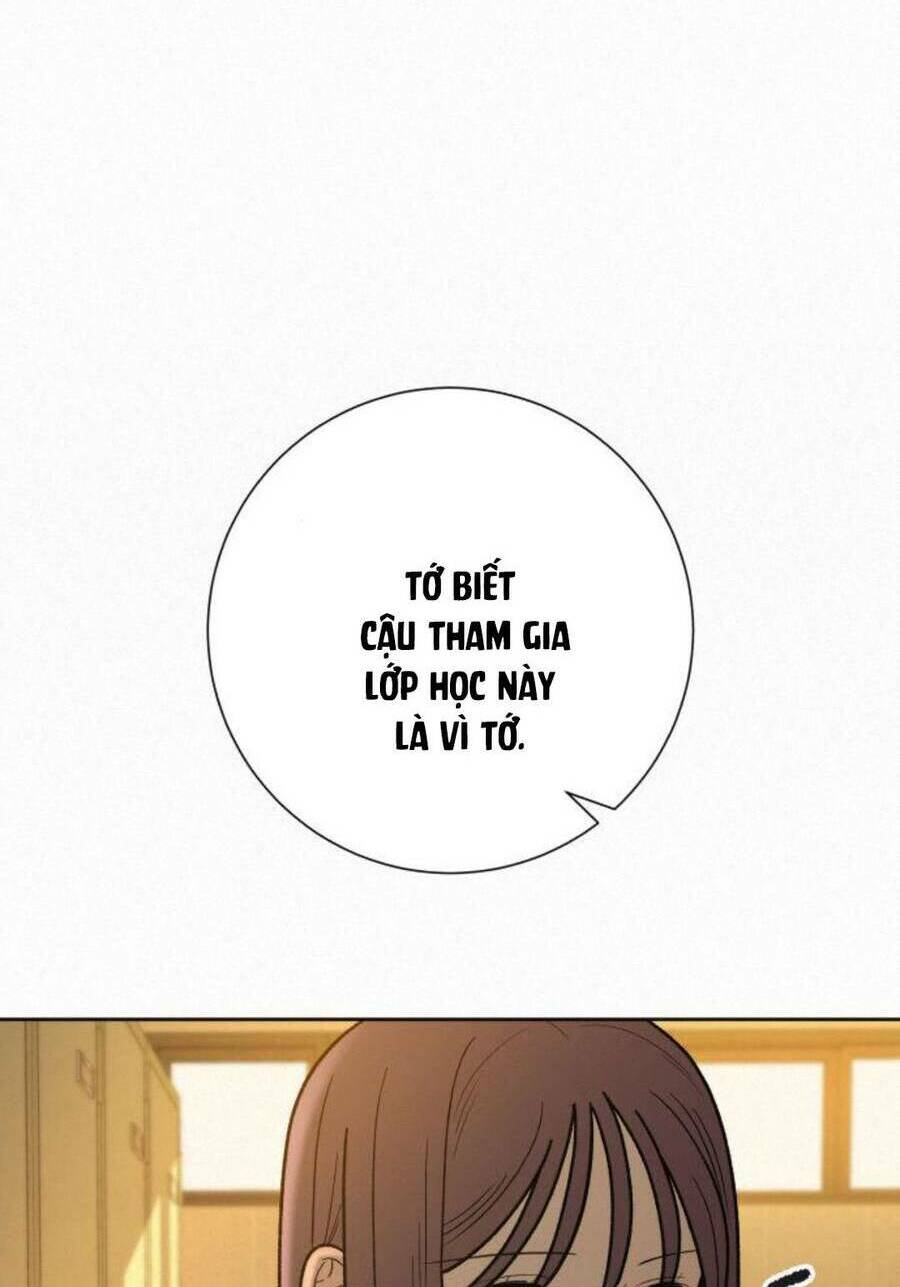 TỚ BIẾT
CẬU THAM GIA
LỚP HỌC NÀY
LÀ VÌ TỚ.